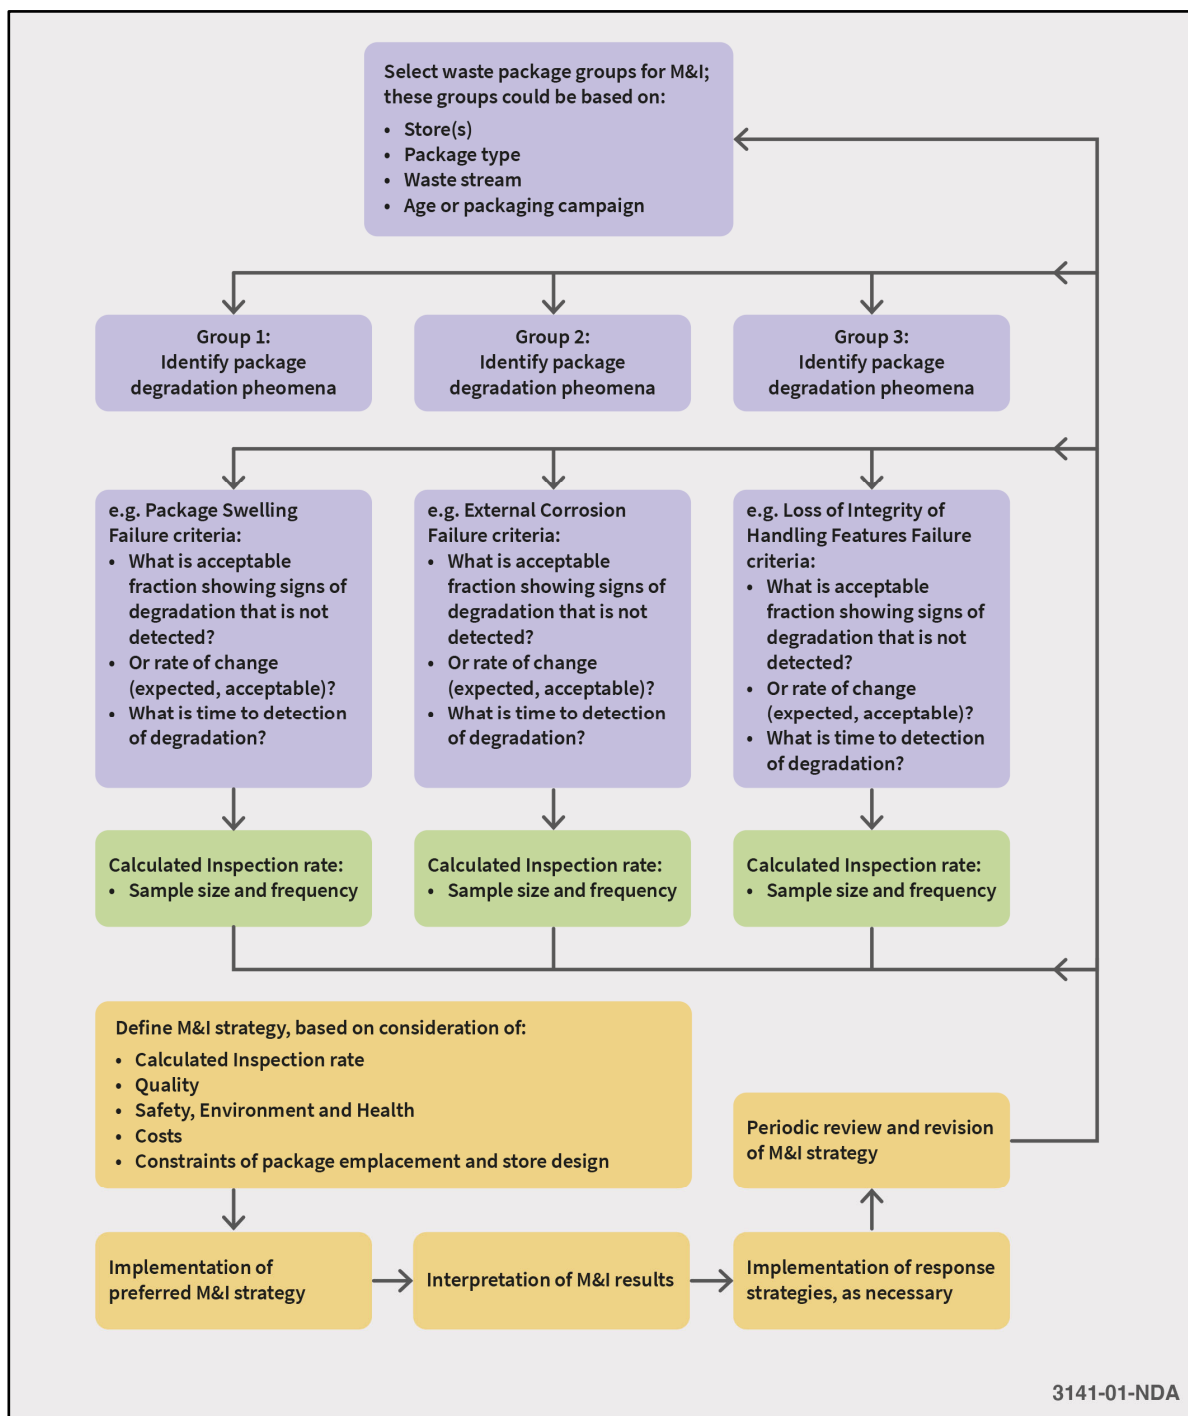 Select waste package groups for M&I;
these groups could be based on:
• Store(s)
• Package type
• Waste stream
• Age or packaging campaign
Group 1:
Identify package
degradation pheomena
Group 2:
Identify package
degradation pheomena
Group 3:
Identify package
degradation pheomena
e.g. Package Swelling
Failure criteria:
• What is acceptable
fraction showing signs of
degradation that is not
detected?
• Or rate of change
(expected, acceptable)?
• What is time to detection
of degradation?
e.g. External Corrosion
Failure criteria:
• What is acceptable
fraction showing signs of
degradation that is not
detected?
• Or rate of change
(expected, acceptable)?
• What is time to detection
of degradation?
e.g. Loss of Integrity of
Handling Features Failure
criteria:
• What is acceptable
fraction showing signs of
degradation that is not
detected?
• Or rate of change
(expected, acceptable)?
• What is time to detection
of degradation?
Calculated Inspection rate:
• Sample size and frequency
Calculated Inspection rate:
• Sample size and frequency
Calculated Inspection rate:
• Sample size and frequency
Define M&I strategy, based on consideration of:
• Calculated Inspection rate
• Quality
• Safety, Environment and Health
• Costs
• Constraints of package emplacement and store design
Periodic review and revision
of M&I strategy
Implementation of
preferred M&I strategy
Interpretation of M&I results
Implementation of response
strategies, as necessary
3141-01-NDA